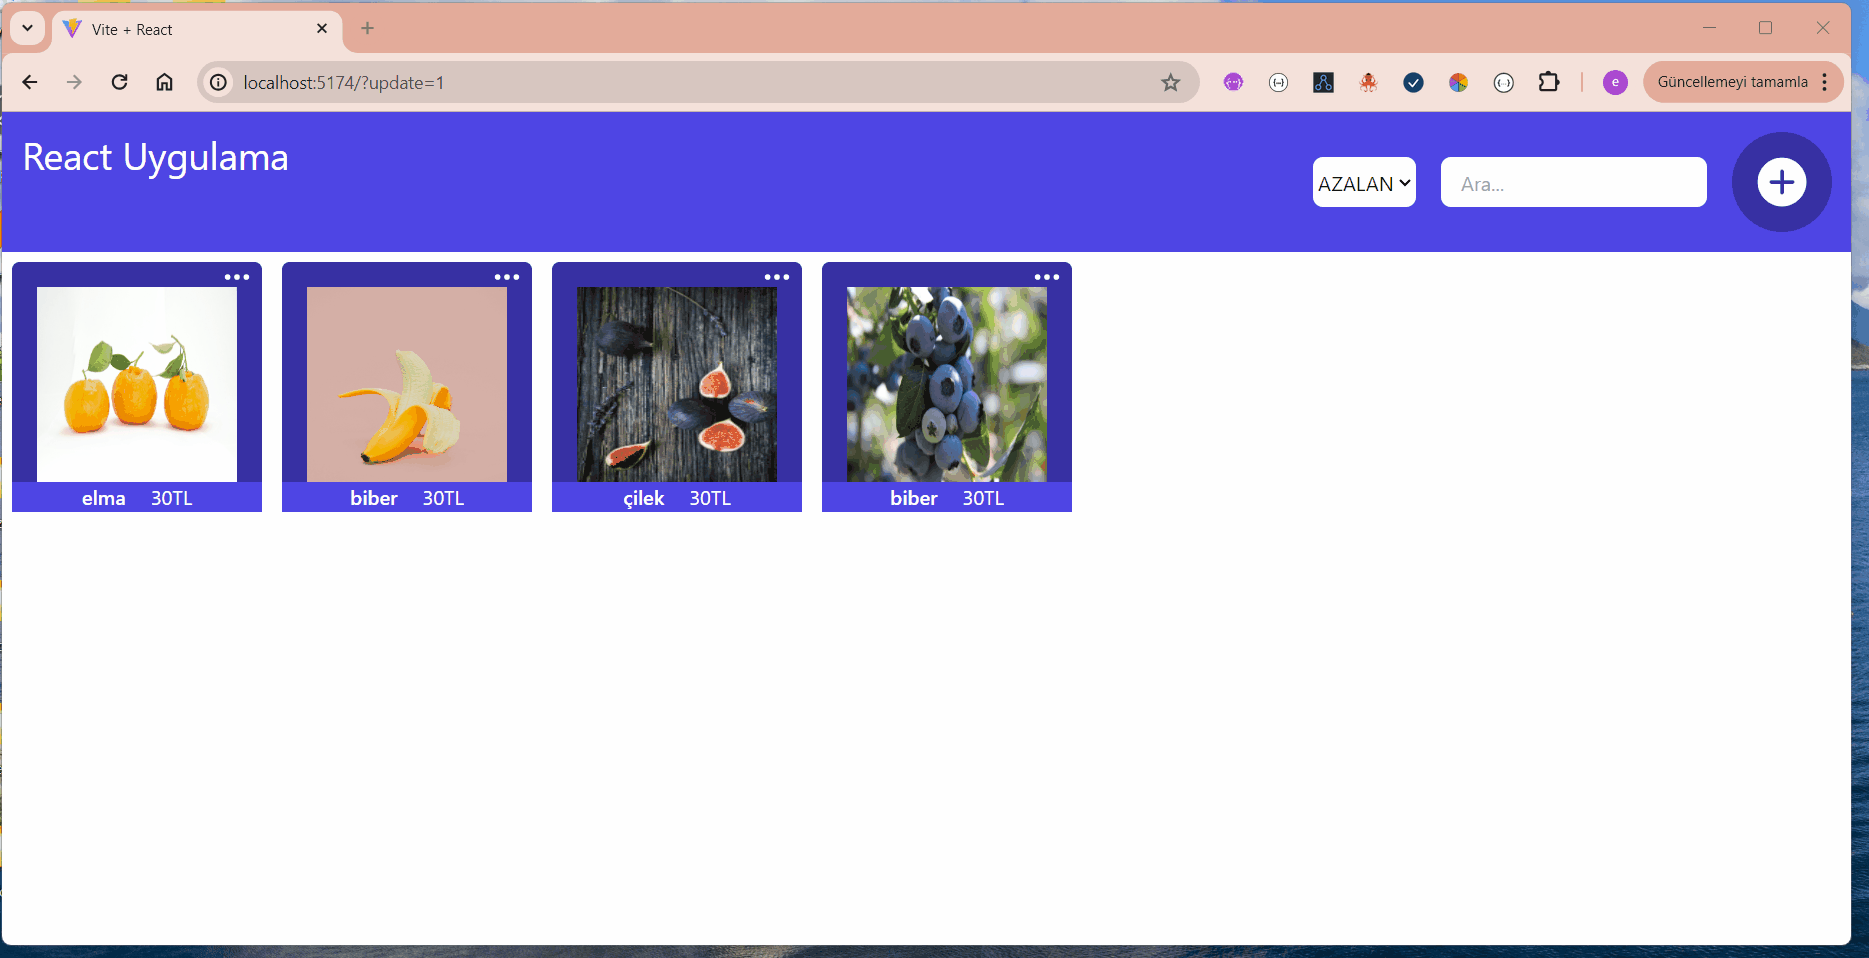 Vite + React
localhost:5174/?update=1
e
Güncellemeyi tamamla
React Uygulama
AZALAN
Ara...
elma 30TL
biber 30TL
çilek 30TL
biber 30TL